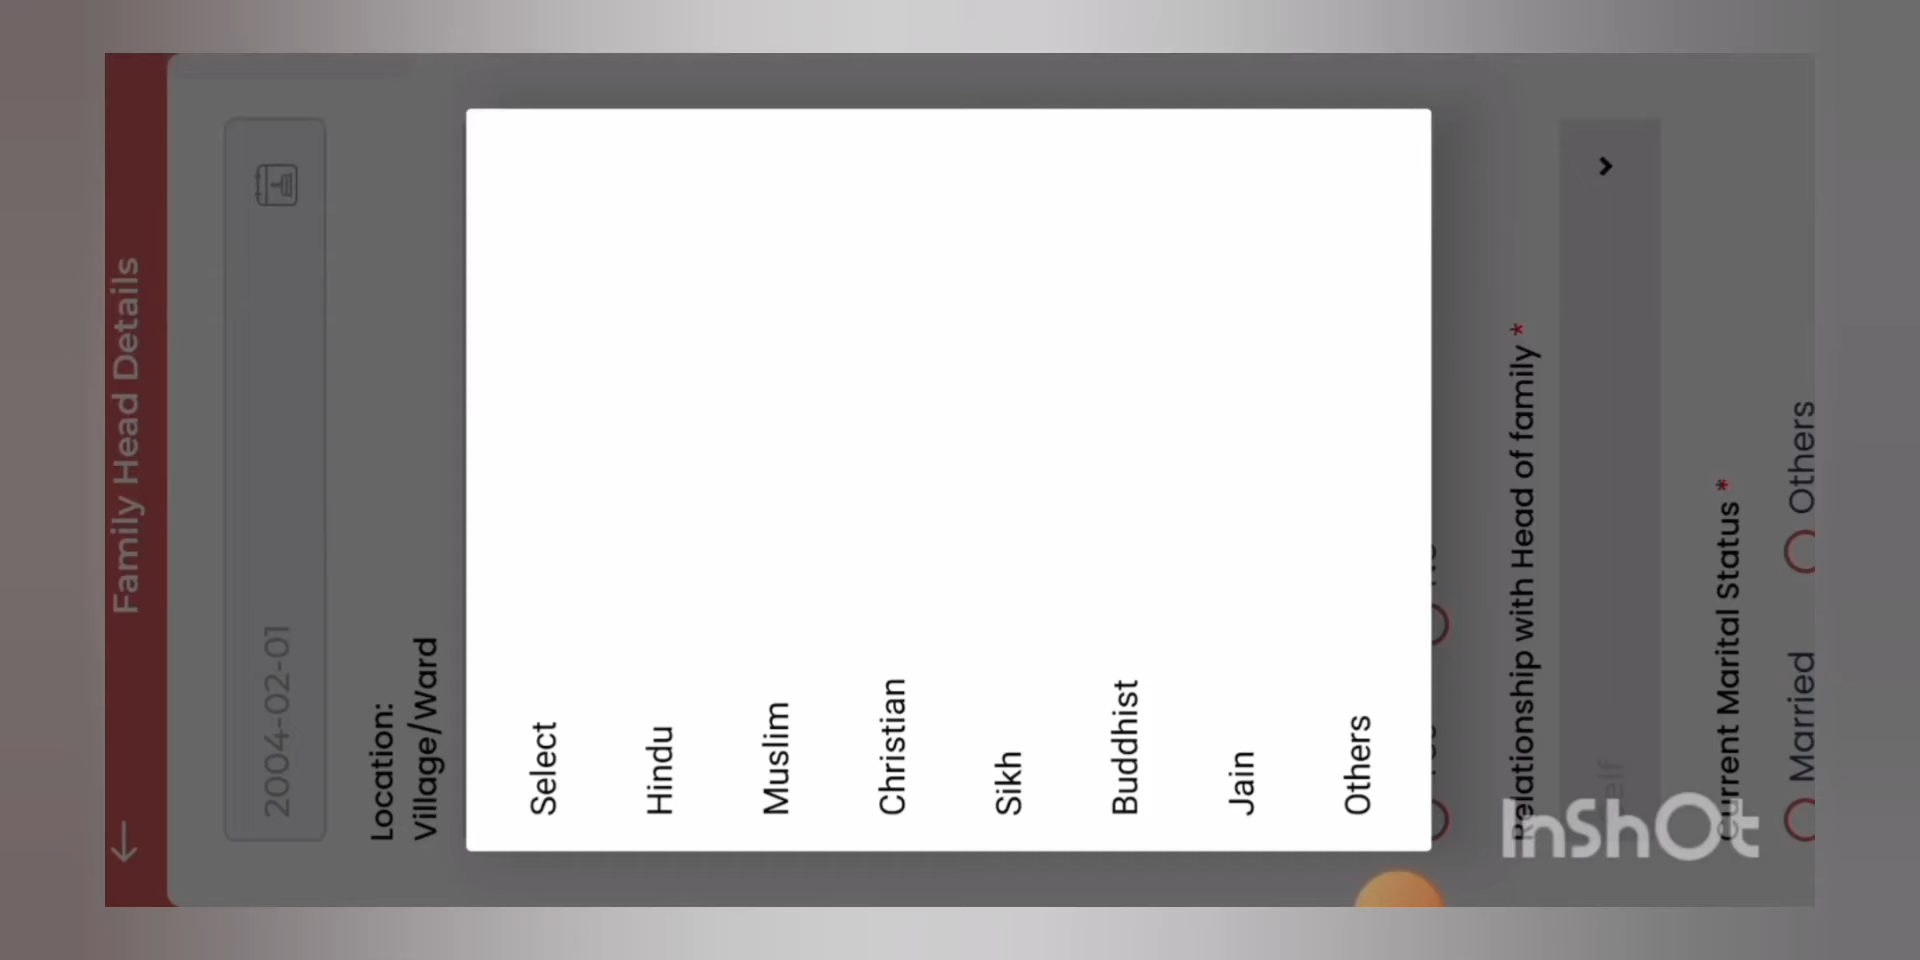 Family Head Details
2004-02-01
Location:
Village/Ward
Select
Hindu
Muslim
Christian
Sikh
Buddhist
Jain
Others
Relationship with Head of family *
Current Marital Status *
Married
Others
InShOt